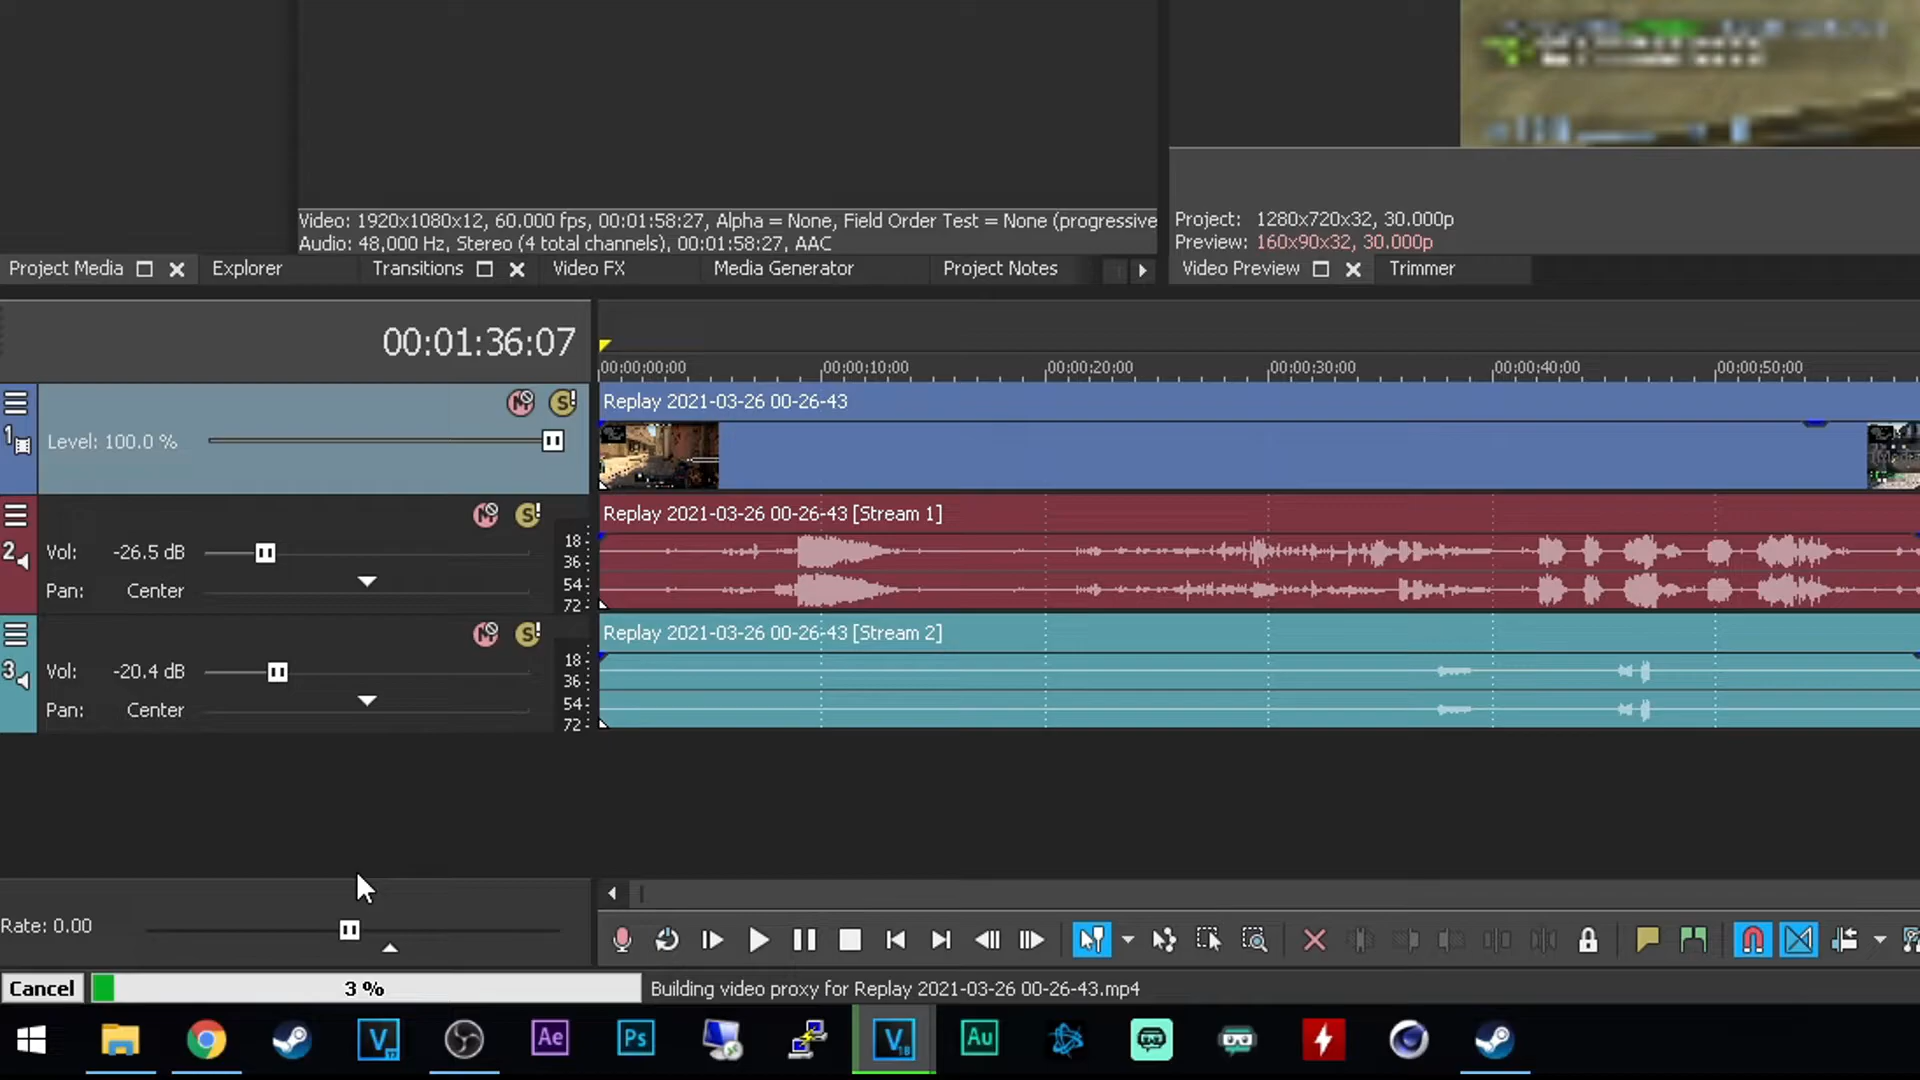 Video: 1920x1080x12, 60.000 fps, 00:01:58:27, Alpha = None, Field Order Test = None (progressive
Audio: 48,000 Hz, Stereo (4 total channels), 00:01:58:27, AAC
Project: 1280x720x32, 30.000p
Preview: 160x90x32, 30.000p
Project Media Explorer Transitions Video FX Media Generator Project Notes Video Preview Trimmer
00:01:36:07
00:00:00:00 00:00:10:00 00:00:20:00 00:00:30:00 00:00:40:00 00:00:50:00
M S! Replay 2021-03-26 00-26-43
1 Level: 100.0 %
M S! Replay 2021-03-26 00-26-43 [Stream 1]
2 Vol: -26.5 dB
Pan: Center
18
36
54
72
M S! Replay 2021-03-26 00-26-43 [Stream 2]
3 Vol: -20.4 dB
Pan: Center
18
36
54
72
Rate: 0.00
Cancel 3 % Building video proxy for Replay 2021-03-26 00-26-43.mp4
V Ae Ps V18 Au